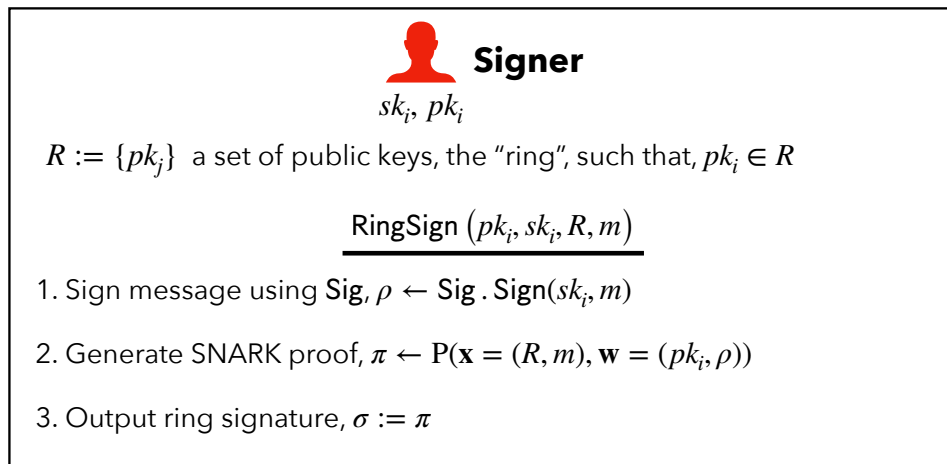 Signer
skᵢ, pkᵢ
R := {pkⱼ} a set of public keys, the “ring”, such that, pkᵢ ∈ R
RingSign (pkᵢ, skᵢ, R, m)
1. Sign message using Sig, ρ ← Sig . Sign(skᵢ, m)
2. Generate SNARK proof, π ← P(x = (R, m), w = (pkᵢ, ρ))
3. Output ring signature, σ := π